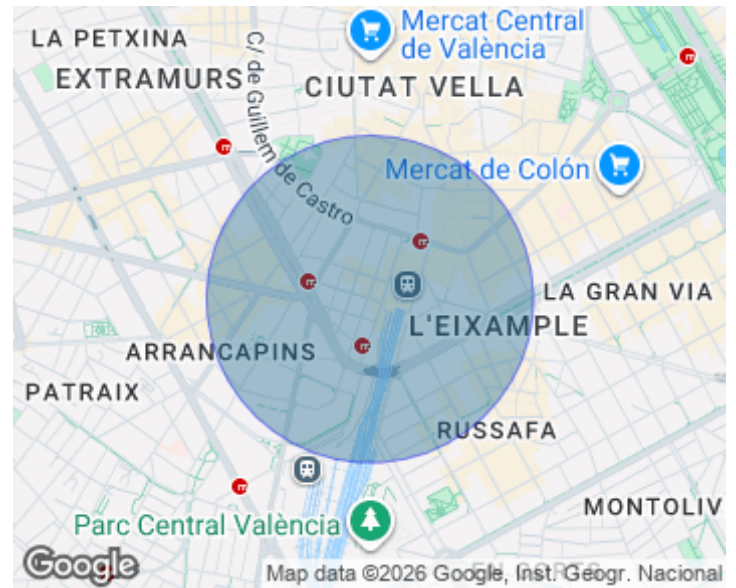 LA PETXINA
EXTRAMURS
C/ de Guillem de Castro
Mercat Central
de València
CIUTAT VELLA
Mercat de Colón
LA GRAN VIA
L'EIXAMPLE
ARRANCAPINS
PATRAIX
RUSSAFA
MONTOLIV
Parc Central València
Google
Map data ©2026 Google, Inst. Geogr. Nacional